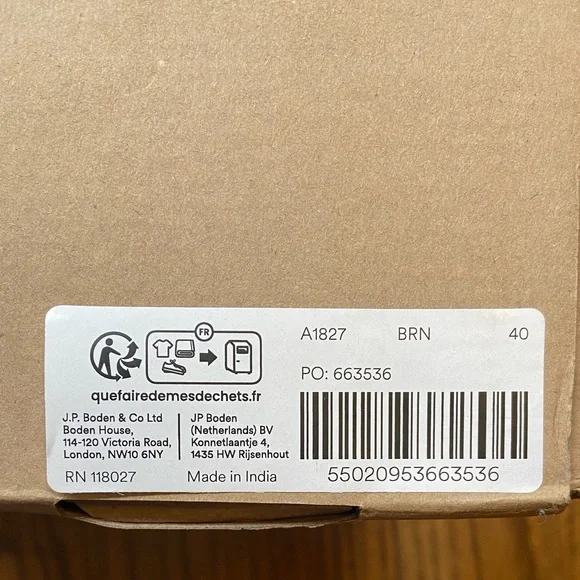 FR
quefairedemesdechets.fr
J.P. Boden & Co Ltd
Boden House,
114-120 Victoria Road,
London, NW10 6NY
JP Boden
(Netherlands) BV
Konnetlaantje 4,
1435 HW Rijsenhout
RN 118027
Made in India
A1827 BRN 40
PO: 663536
55020953663536